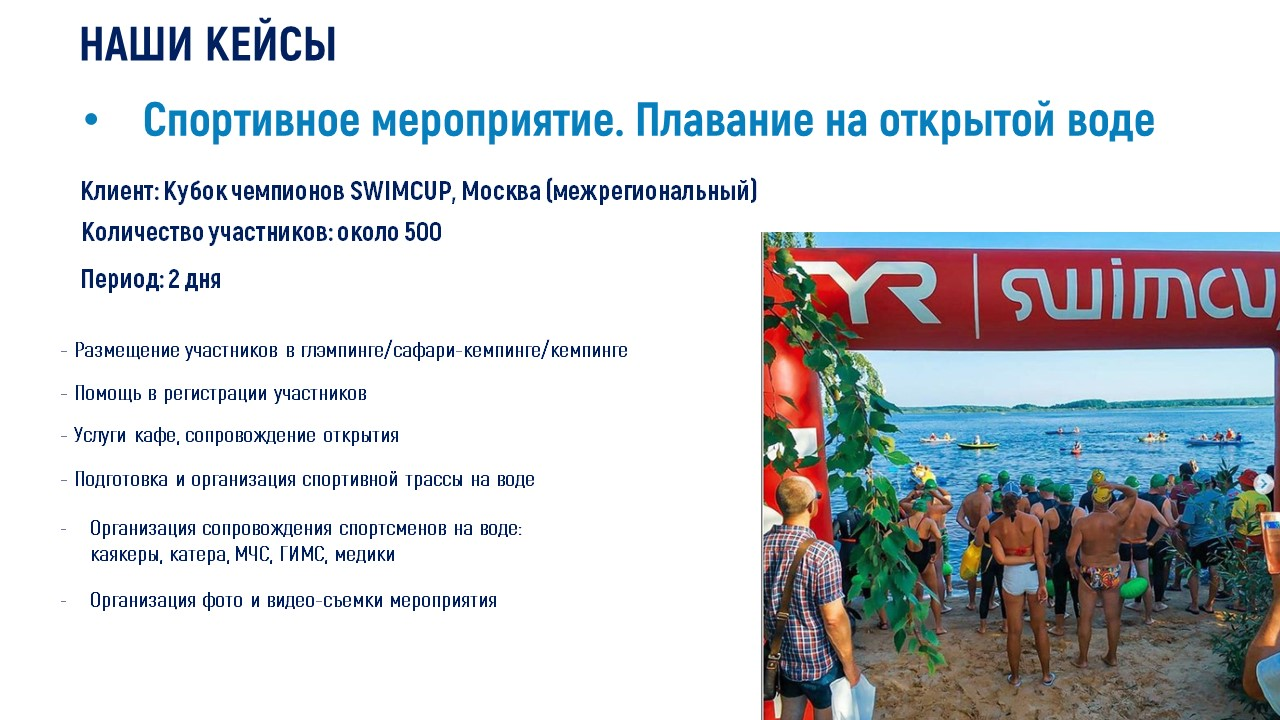 НАШИ КЕЙСЫ
• Спортивное мероприятие. Плавание на открытой воде
Клиент: Кубок чемпионов SWIMCUP, Москва (межрегиональный)
Количество участников: около 500
Период: 2 дня
- Размещение участников в глэмпинге/сафари-кемпинге/кемпинге
- Помощь в регистрации участников
- Услуги кафе, сопровождение открытия
- Подготовка и организация спортивной трассы на воде
- Организация сопровождения спортсменов на воде:
каякеры, катера, МЧС, ГИМС, медики
- Организация фото и видео-съемки мероприятия
TYR | swimcu